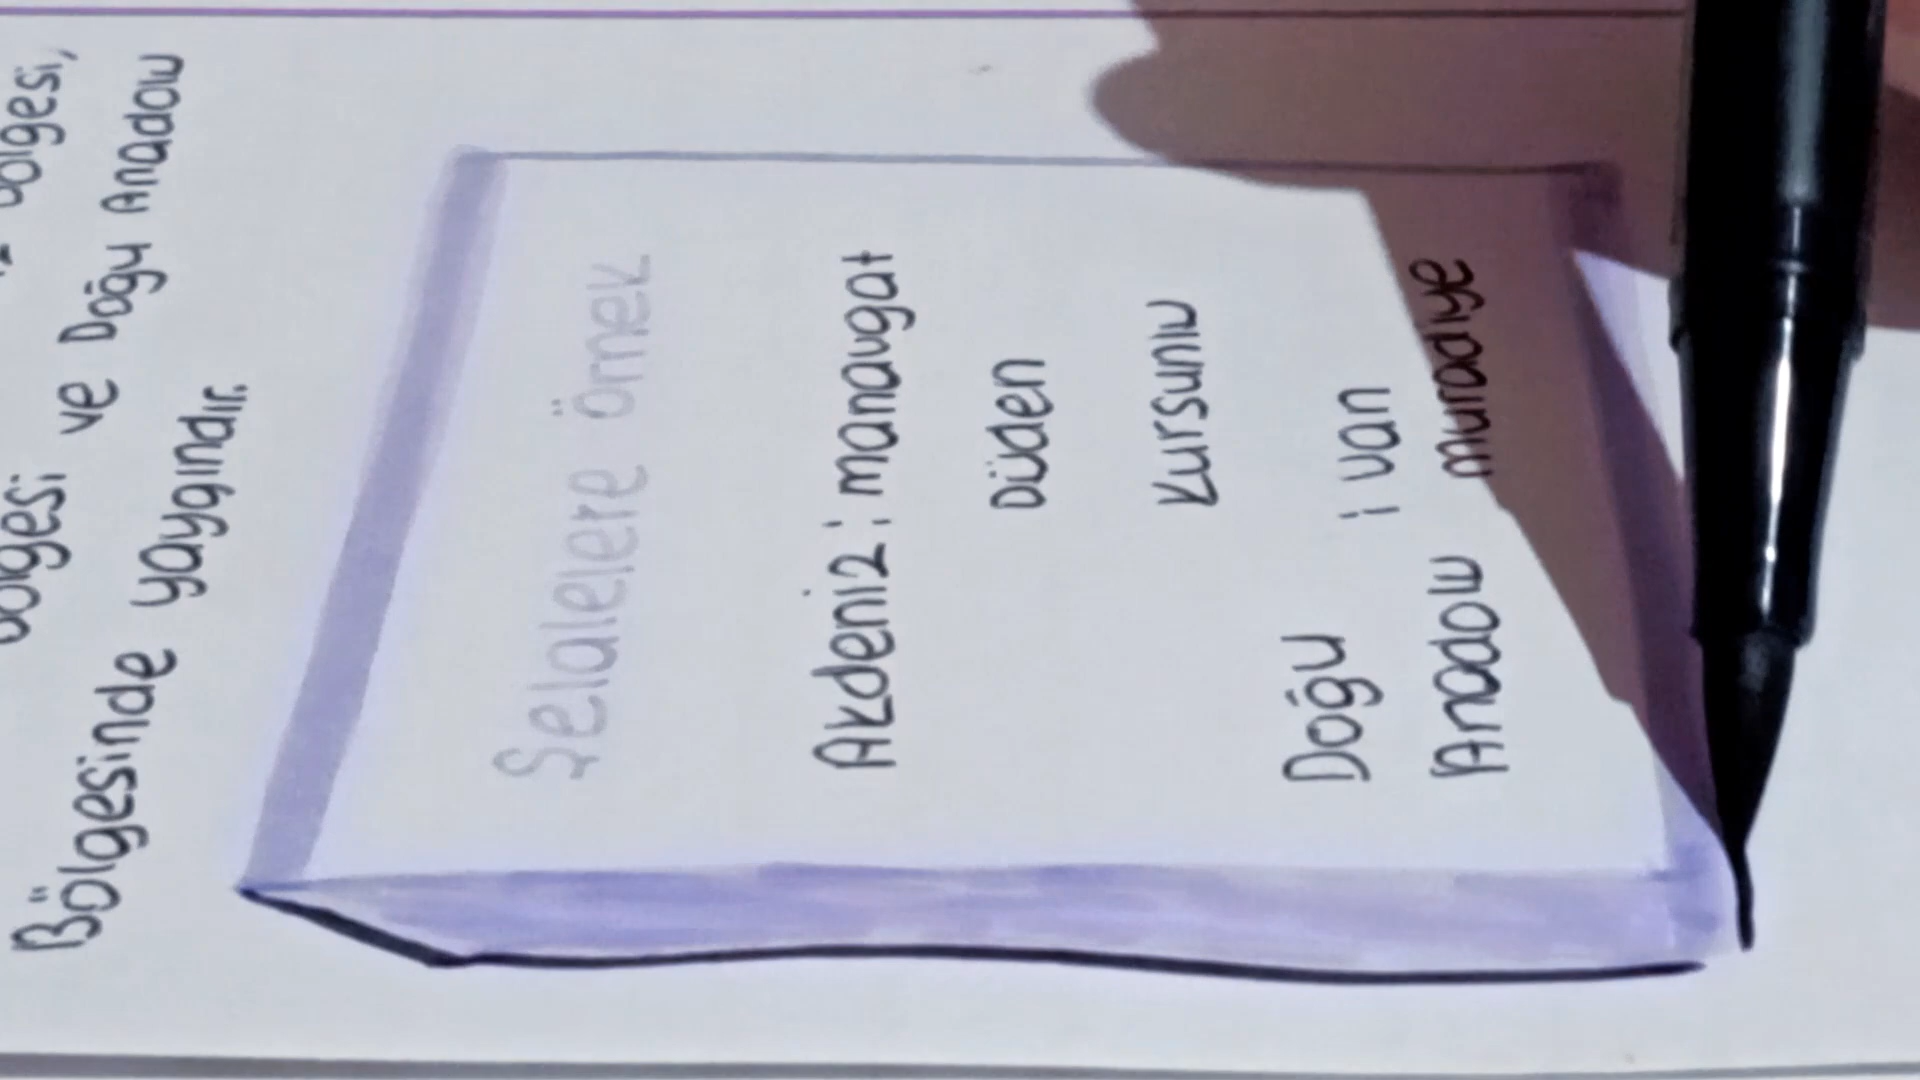 Bölgesi,
Bölgesi ve Doğu Anadolu
Bölgesinde yaygındır.
Şelalelere Örnek
Akdeniz : manavgat
Düden
Kurşunlu
Doğu : van
Anadolu muradiye